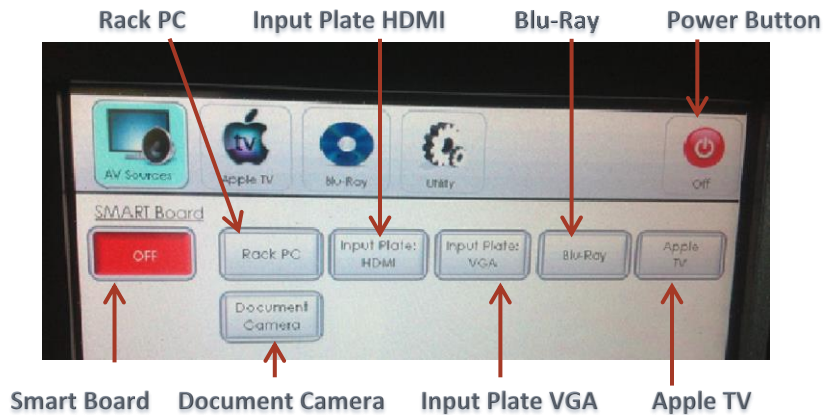 Rack PC Input Plate HDMI Blu-Ray Power Button
tv
AV Sources Apple TV Blu-Ray Utility Off
SMART Board
OFF
Rack PC
Input Plate:
HDMI
Input Plate:
VGA
Blu-Ray
Apple
TV
Document
Camera
Smart Board Document Camera Input Plate VGA Apple TV